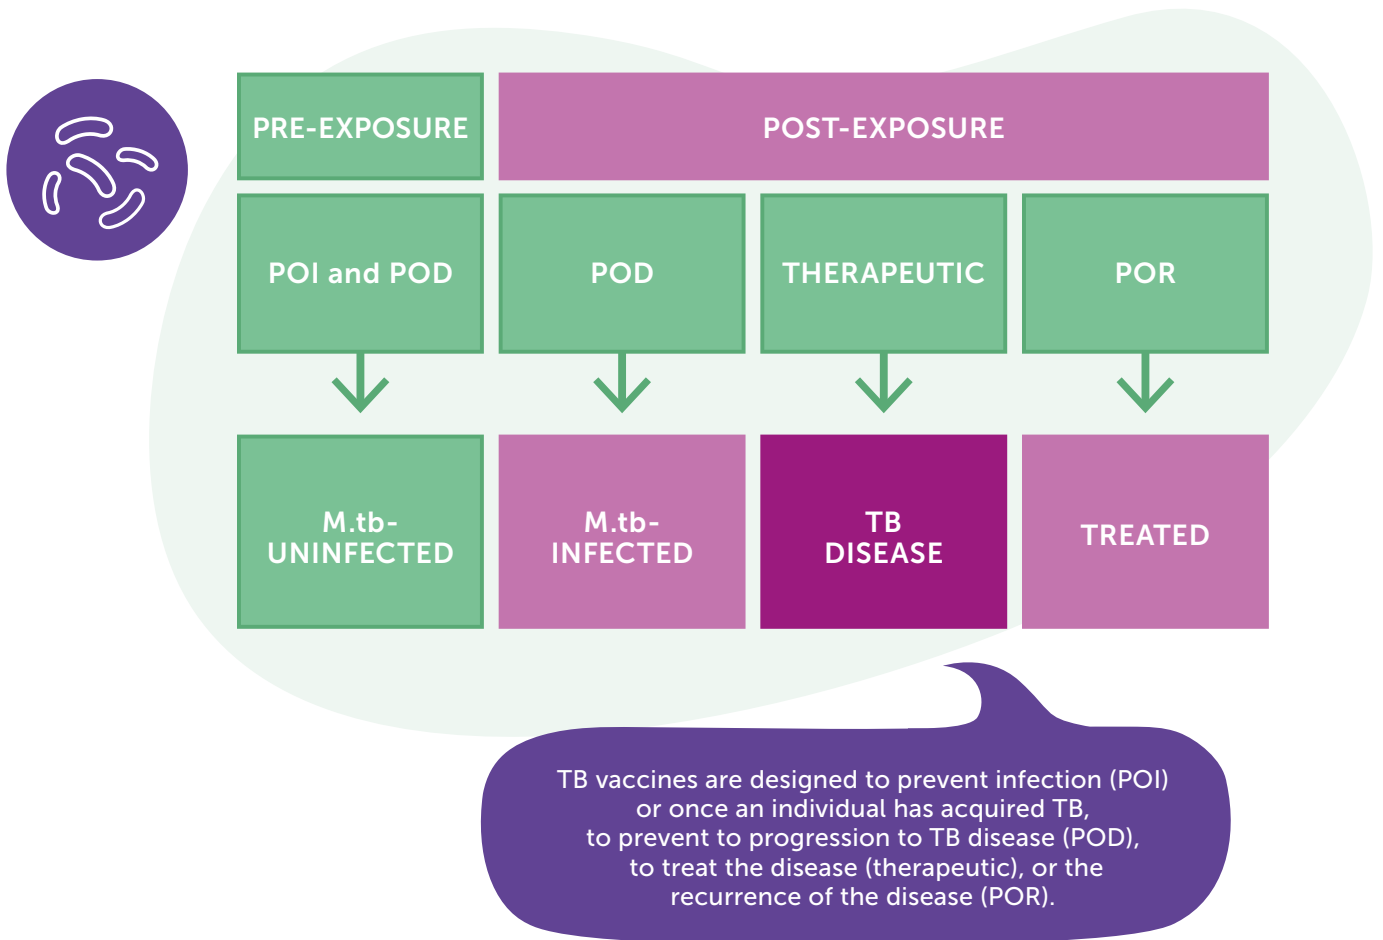 PRE-EXPOSURE
POST-EXPOSURE
POI and POD
POD
THERAPEUTIC
POR
M.tb-
UNINFECTED
M.tb-
INFECTED
TB
DISEASE
TREATED
TB vaccines are designed to prevent infection (POI)
or once an individual has acquired TB,
to prevent to progression to TB disease (POD),
to treat the disease (therapeutic), or the
recurrence of the disease (POR).